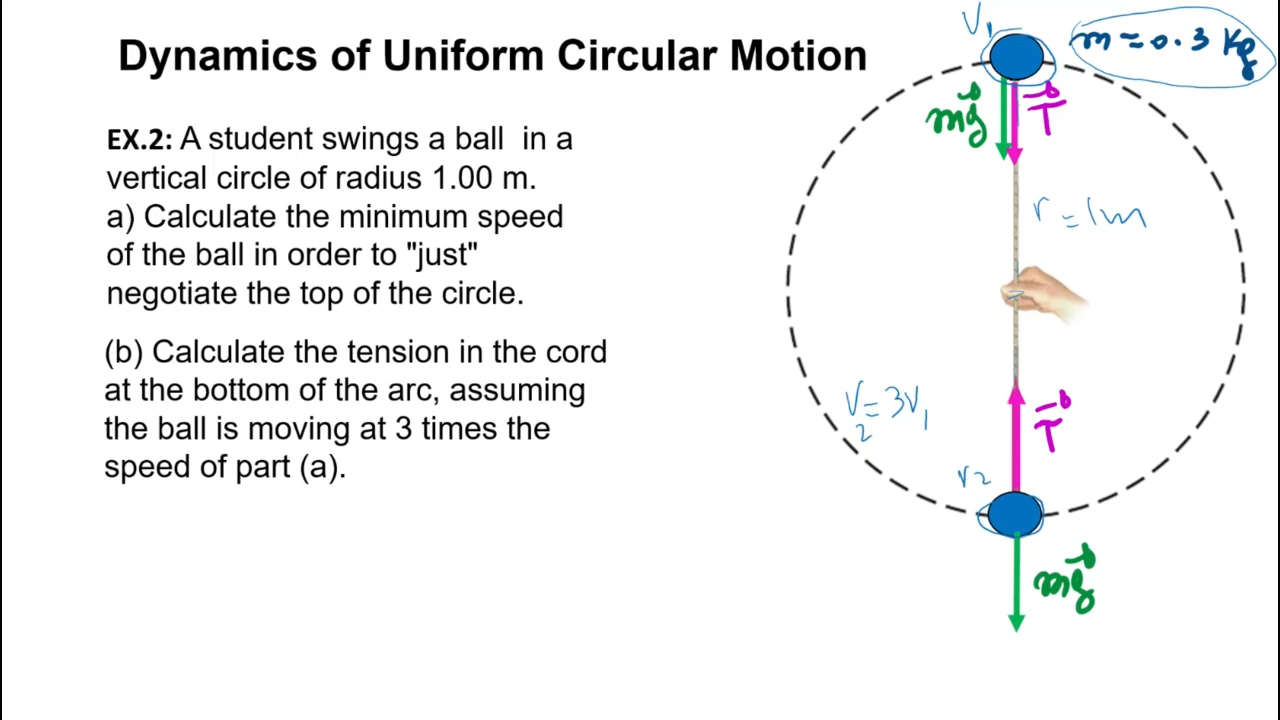 Dynamics of Uniform Circular Motion
EX.2: A student swings a ball in a
vertical circle of radius 1.00 m.
a) Calculate the minimum speed
of the ball in order to "just"
negotiate the top of the circle.
(b) Calculate the tension in the cord
at the bottom of the arc, assuming
the ball is moving at 3 times the
speed of part (a).
V₁
m = 0.3 kg
mg⃗
T⃗
r = 1m
V₂ = 3V₁
T⃗
V2
mg⃗